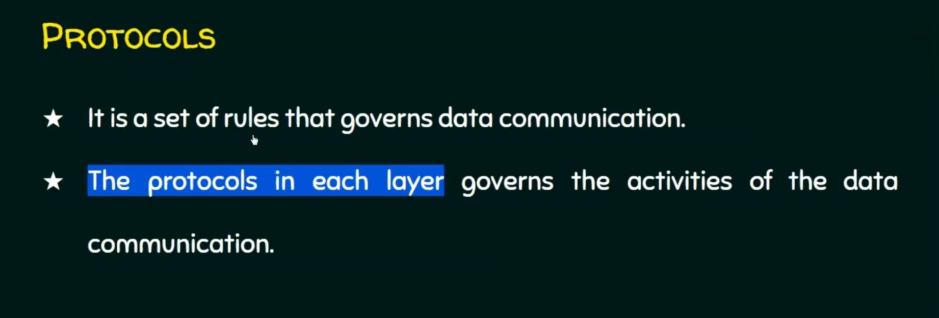 PROTOCOLS
★ It is a set of rules that governs data communication.
★ The protocols in each layer governs the activities of the data
communication.